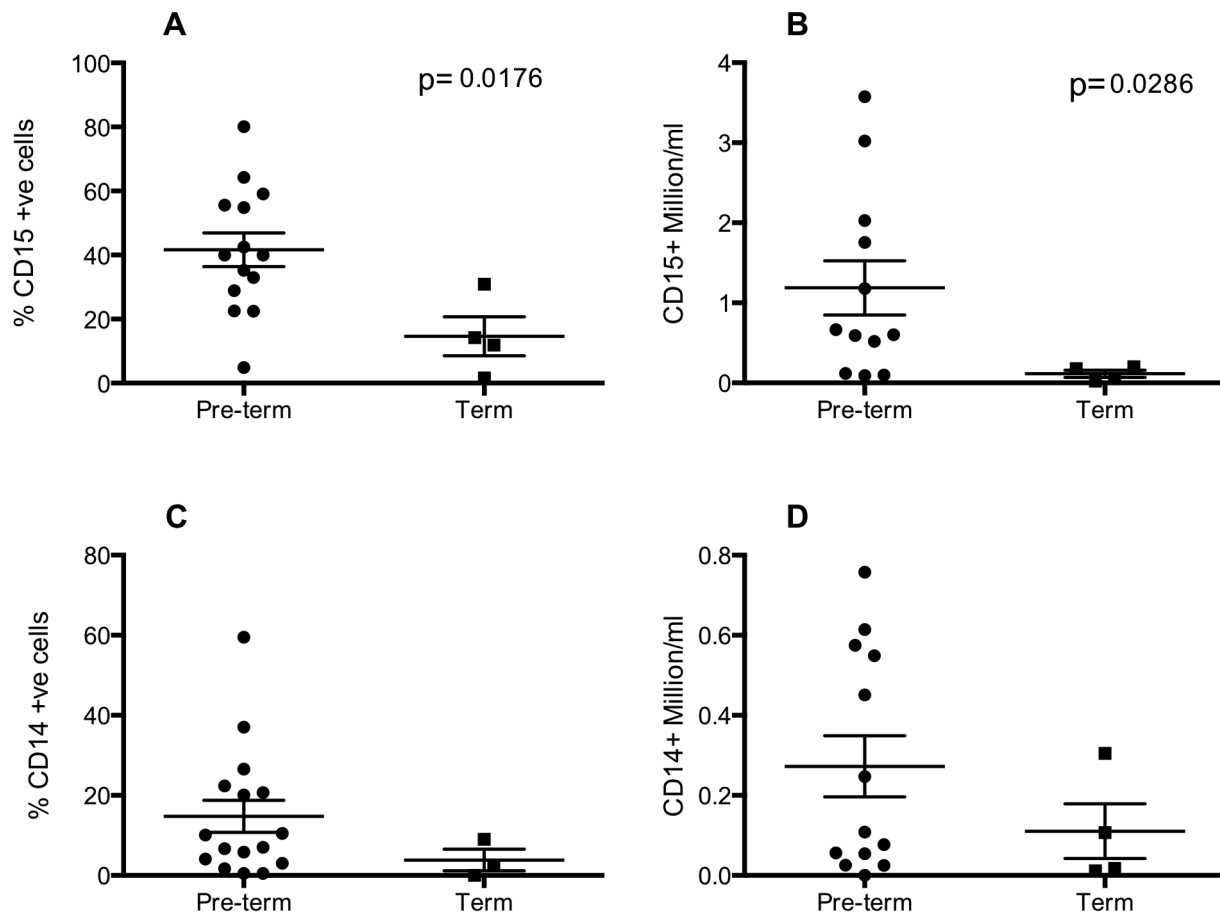 A
% CD15 +ve cells
100
80
60
40
20
0
p= 0.0176
Pre-term
Term
B
CD15+ Million/ml
4
3
2
1
0
p= 0.0286
Pre-term
Term
C
% CD14 +ve cells
80
60
40
20
0
Pre-term
Term
D
CD14+ Million/ml
0.8
0.6
0.4
0.2
0.0
Pre-term
Term